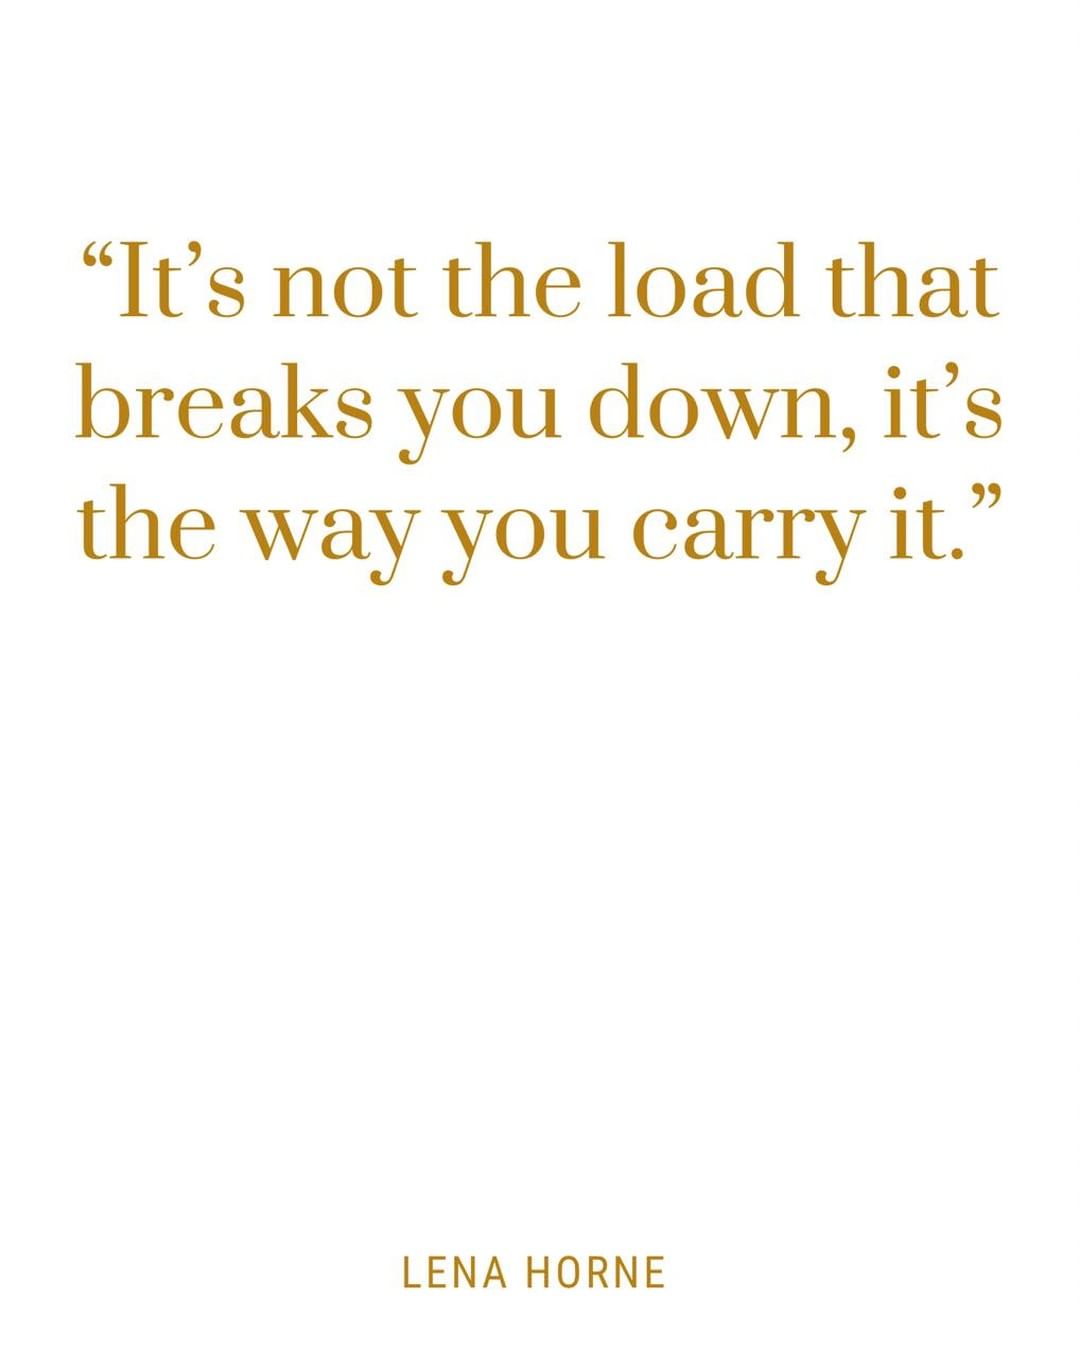 “It’s not the load that
breaks you down, it’s
the way you carry it.”
LENA HORNE